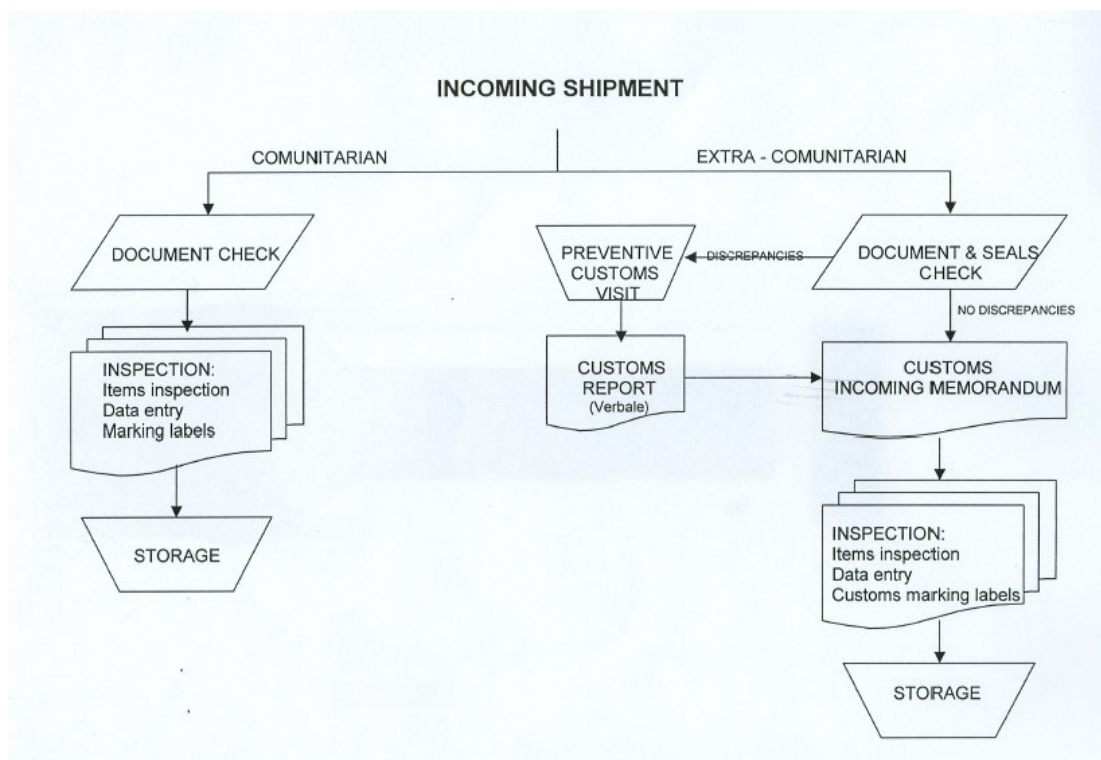 INCOMING SHIPMENT
COMUNITARIAN
EXTRA - COMUNITARIAN
DOCUMENT CHECK
PREVENTIVE
CUSTOMS
VISIT
DISCREPANCIES
DOCUMENT & SEALS
CHECK
NO DISCREPANCIES
INSPECTION:
Items inspection
Data entry
Marking labels
CUSTOMS
REPORT
(Verbale)
CUSTOMS
INCOMING MEMORANDUM
STORAGE
INSPECTION:
Items inspection
Data entry
Customs marking labels
STORAGE